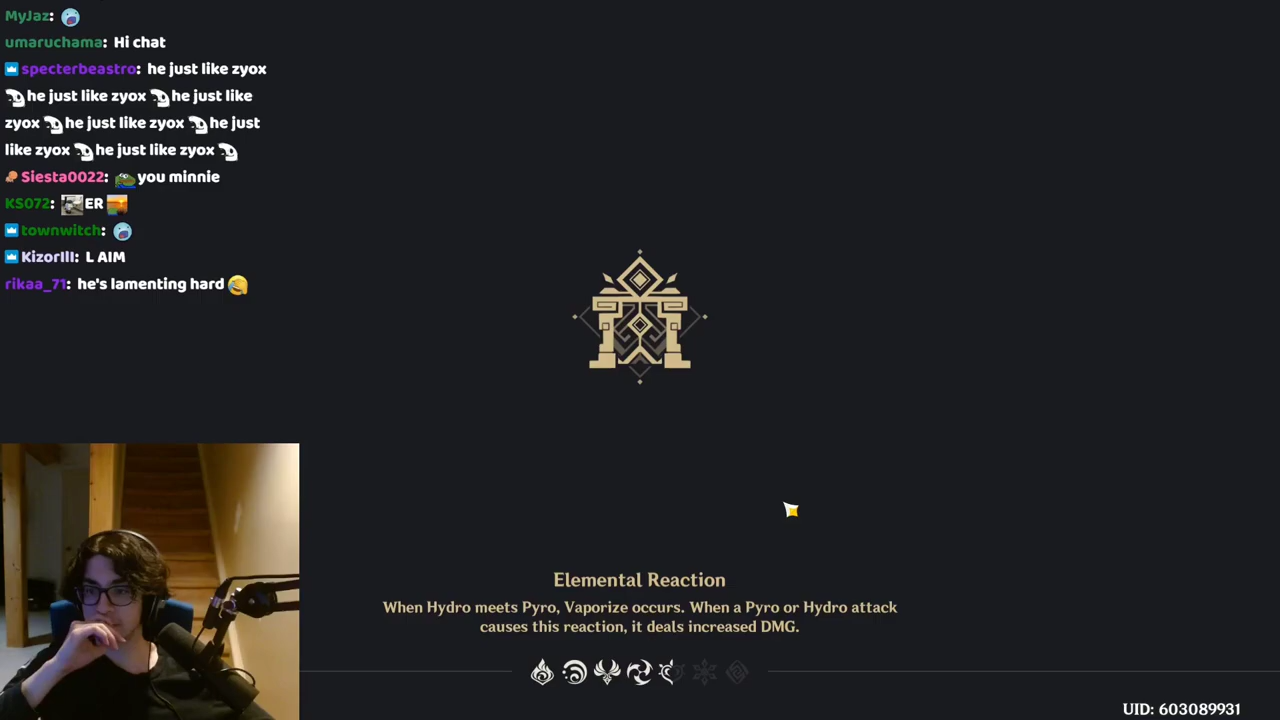 MyJaz:
umaruchama: Hi chat
specterbeastro: he just like zyox
he just like zyox he just like
zyox he just like zyox he just
like zyox he just like zyox
Siesta0022: you minnie
KS072: ER
townwitch:
KizorIII: L AIM
rikaa_71: he's lamenting hard
Elemental Reaction
When Hydro meets Pyro, Vaporize occurs. When a Pyro or Hydro attack
causes this reaction, it deals increased DMG.
UID: 603089931